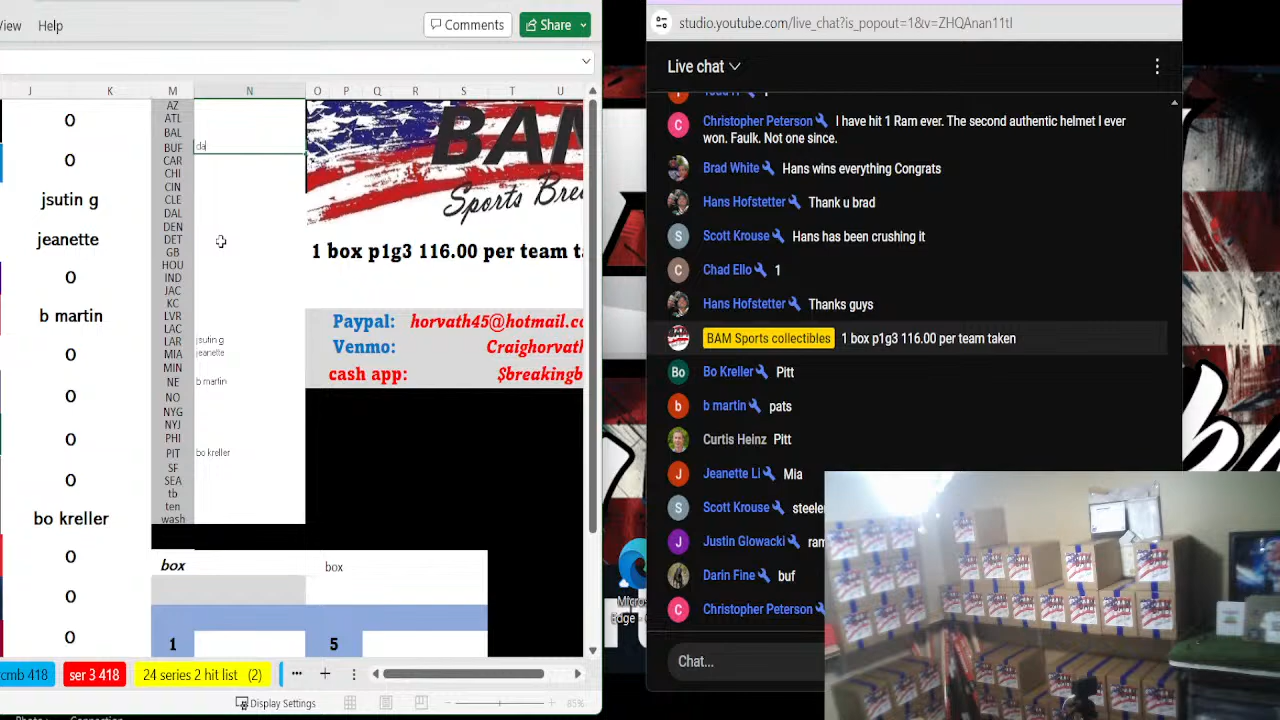 View Help
Comments
Share
studio.youtube.com/live_chat?is_popout=1&v=ZHQAnan11tI
Live chat
J K M N O P Q R S T U
0
0
jsutin g
jeanette
0
b martin
0
0
0
0
bo kreller
0
0
0
AZ
ATL
BAL
BUF da
CAR
CHI
CIN
CLE
DAL
DEN
DET
GB
HOU
IND
JAC
KC
LVR
LAC
LAR jsutin g
MIA jeanette
MIN
NE b martin
NO
NYG
NYJ
PHI
PIT bo kreller
SF
SEA
tb
ten
wash
BAM
Sports Brea
1 box p1g3 116.00 per team ta
Paypal: horvath45@hotmail.co
Venmo: Craighorvath
cash app: $breakingb
box box
1 5
cmb 418
ser 3 418
24 series 2 hit list (2)
Display Settings
85%
Christopher Peterson I have hit 1 Ram ever. The second authentic helmet I ever
won. Faulk. Not one since.
Brad White Hans wins everything Congrats
Hans Hofstetter Thank u brad
Scott Krouse Hans has been crushing it
Chad Ello 1
Hans Hofstetter Thanks guys
BAM Sports collectibles 1 box p1g3 116.00 per team taken
Bo Kreller Pitt
b martin pats
Curtis Heinz Pitt
Jeanette Li Mia
Scott Krouse steele
Justin Glowacki ram
Darin Fine buf
Christopher Peterson
Chat...
Micros
Edge -